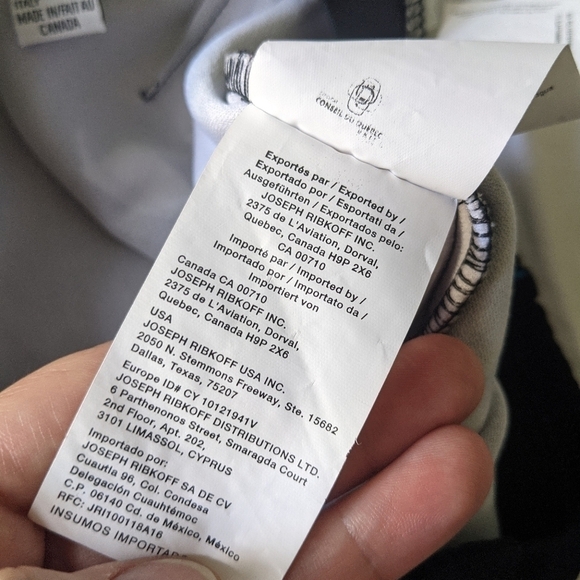 ITALY
MADE IN/FAIT AU
CANADA
CONSEIL DU QUÉBEC
Exportés par / Exported by /
Exportado por / Esportati da /
Ausgeführten / Exportados pelo:
JOSEPH RIBKOFF INC.
2375 de L'Aviation, Dorval,
Quebec, Canada H9P 2X6
CA 00710
Importé par / Imported by /
Importado por / Importato da /
Importiert von
Canada CA 00710
JOSEPH RIBKOFF INC.
2375 de L'Aviation, Dorval,
Quebec, Canada H9P 2X6
USA
JOSEPH RIBKOFF USA INC.
2050 N. Stemmons Freeway, Ste. 15682
Dallas, Texas, 75207
Europe ID# CY 10121941V
JOSEPH RIBKOFF DISTRIBUTIONS LTD.
6 Parthenonos Street, Smaragda Court
2nd Floor, Apt. 202,
3101 LIMASSOL, CYPRUS
Importado por:
JOSEPH RIBKOFF SA DE CV
Cuautla 96, Col. Condesa
Delegación Cuauhtémoc
C.P. 06140 Cd. de México, México
RFC: JRI100118A16
INSUMOS IMPORTAD